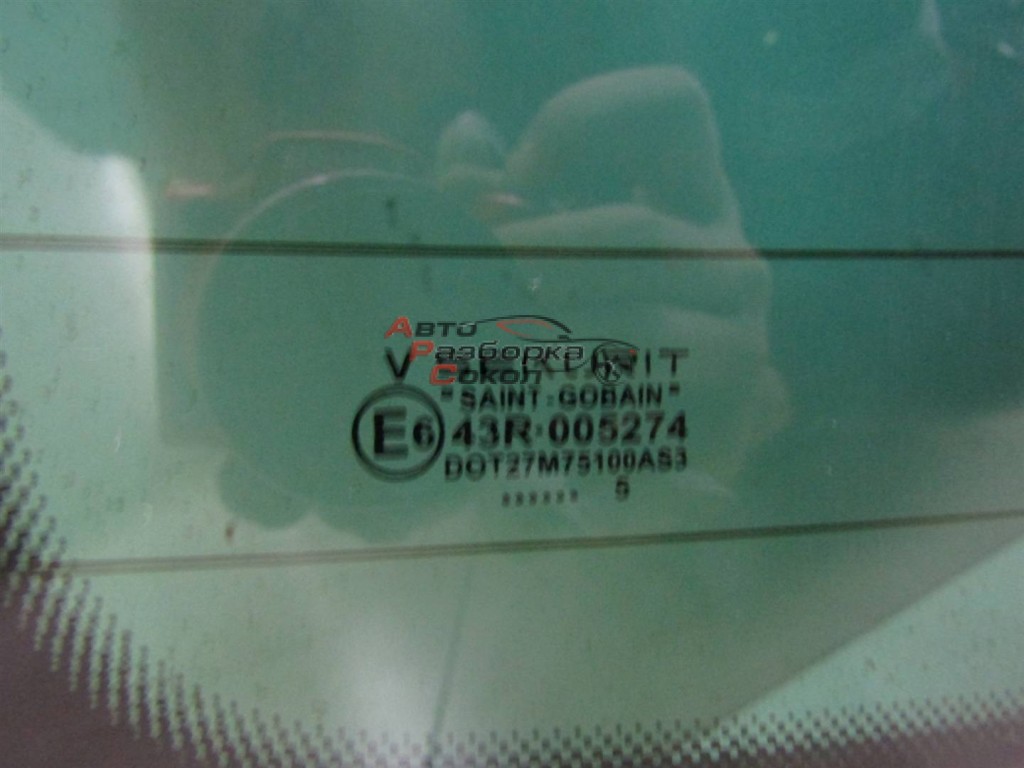 Авто
Разборка
Сокол
V
"SAINT-GOBAIN"
E6 43R-005274
DOT27M75100AS3
5